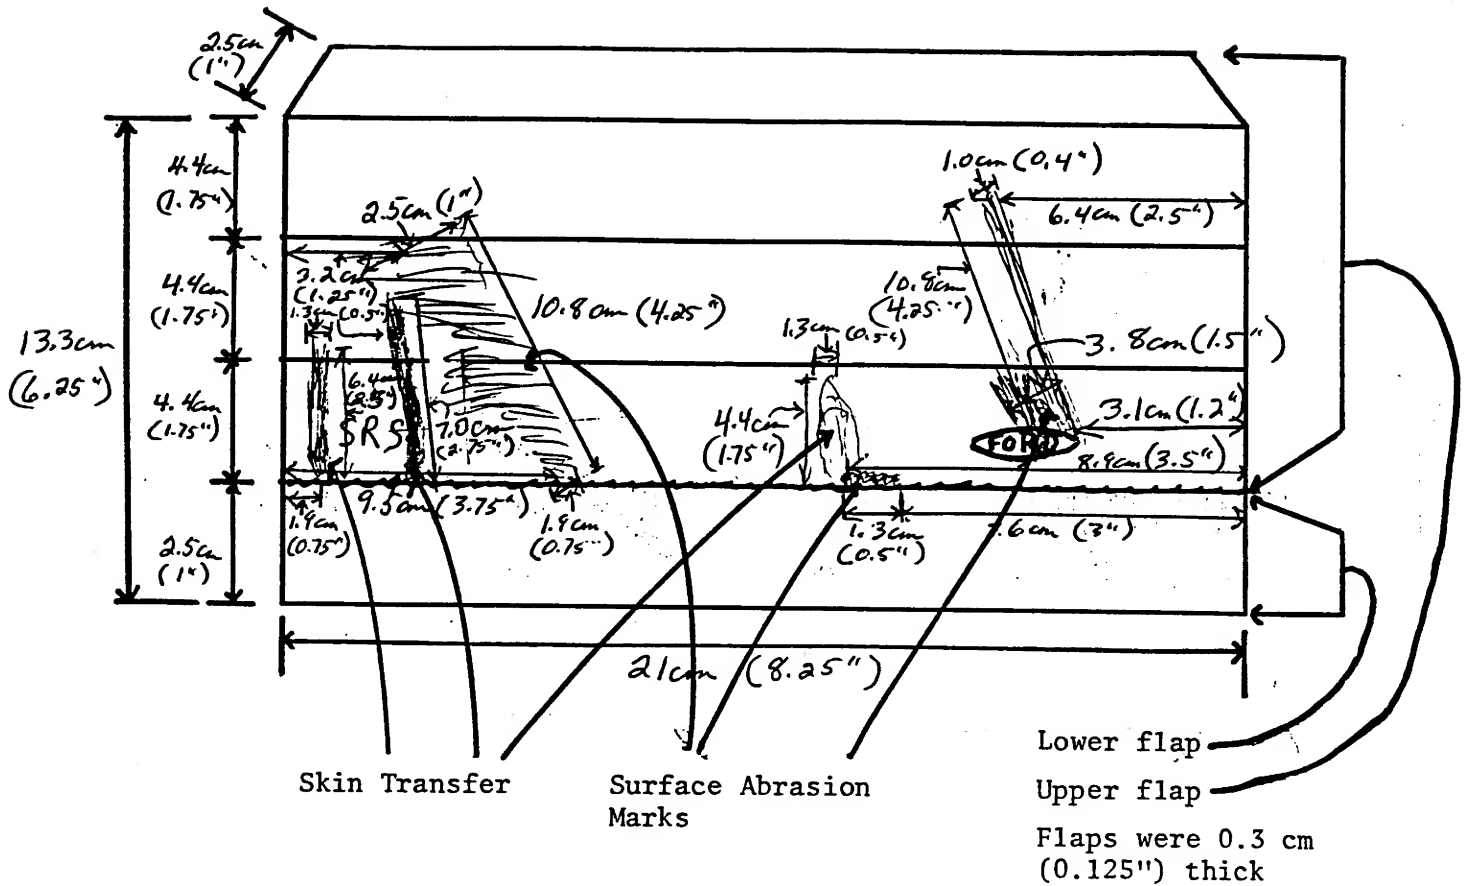 2.5cm
(1")
4.4cm
(1.75")
1.0cm (0.4")
2.5cm (1")
6.4cm (2.5")
3.2cm
(1.25")
4.4cm
(1.75")
10.8cm
(4.25")
10.8cm (4.25")
1.3cm (0.5")
1.3cm (0.5")
3.8cm (1.5")
13.3cm
(6.25")
6.4cm
(2.5")
4.4cm
(1.75")
3.1cm (1.2")
4.4cm
(1.75")
SRS
7.0cm
(2.75")
FORD
8.9cm (3.5")
9.5cm (3.75")
1.9cm
(0.75")
1.9cm
(0.75")
1.3cm
(0.5")
7.6cm (3")
2.5cm
(1")
21cm (8.25")
Skin Transfer
Surface Abrasion
Marks
Lower flap
Upper flap
Flaps were 0.3 cm
(0.125") thick